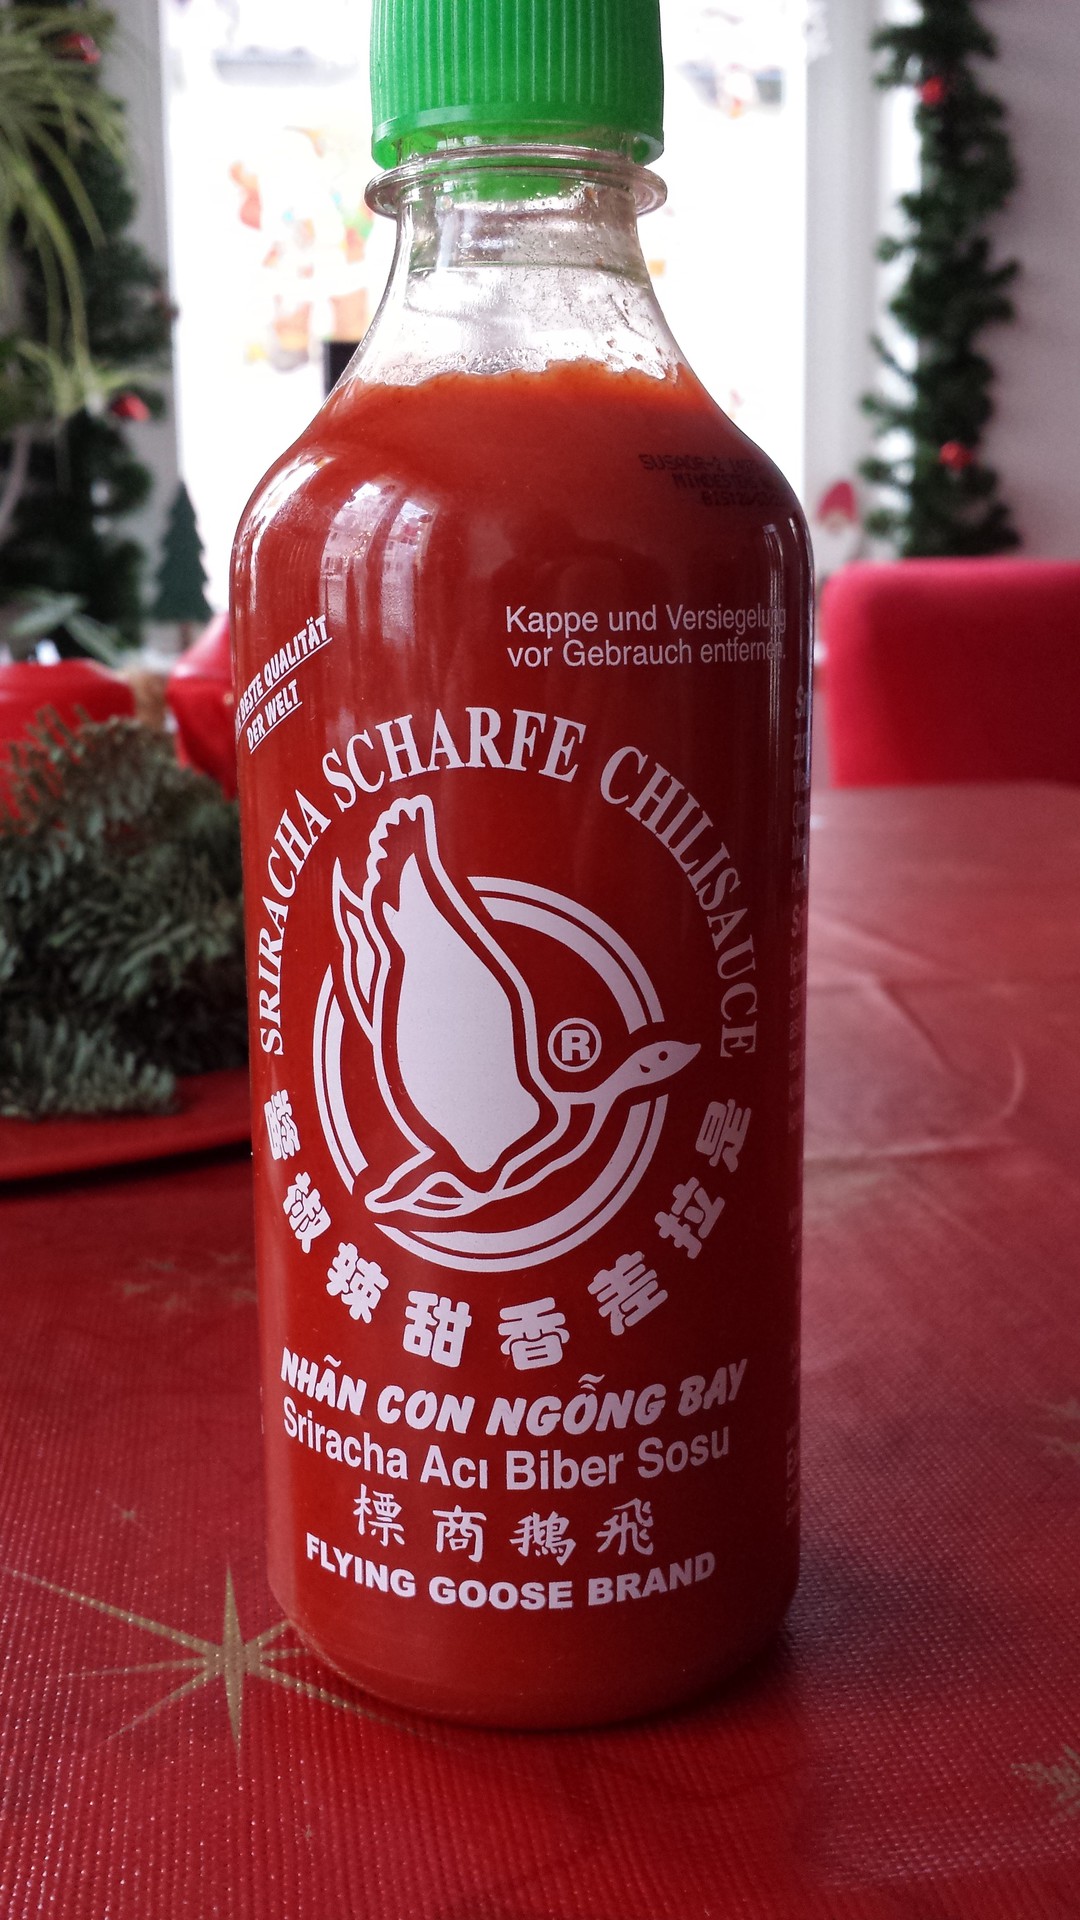 BESTE QUALITÄT
DER WELT
Kappe und Versiegelung
vor Gebrauch entfernen.
SRIRACHA SCHARFE CHILISAUCE
®
是拉差香甜辣椒醬
NHÃN CON NGỖNG BAY
Sriracha Acı Biber Sosu
飛鵝商標
FLYING GOOSE BRAND